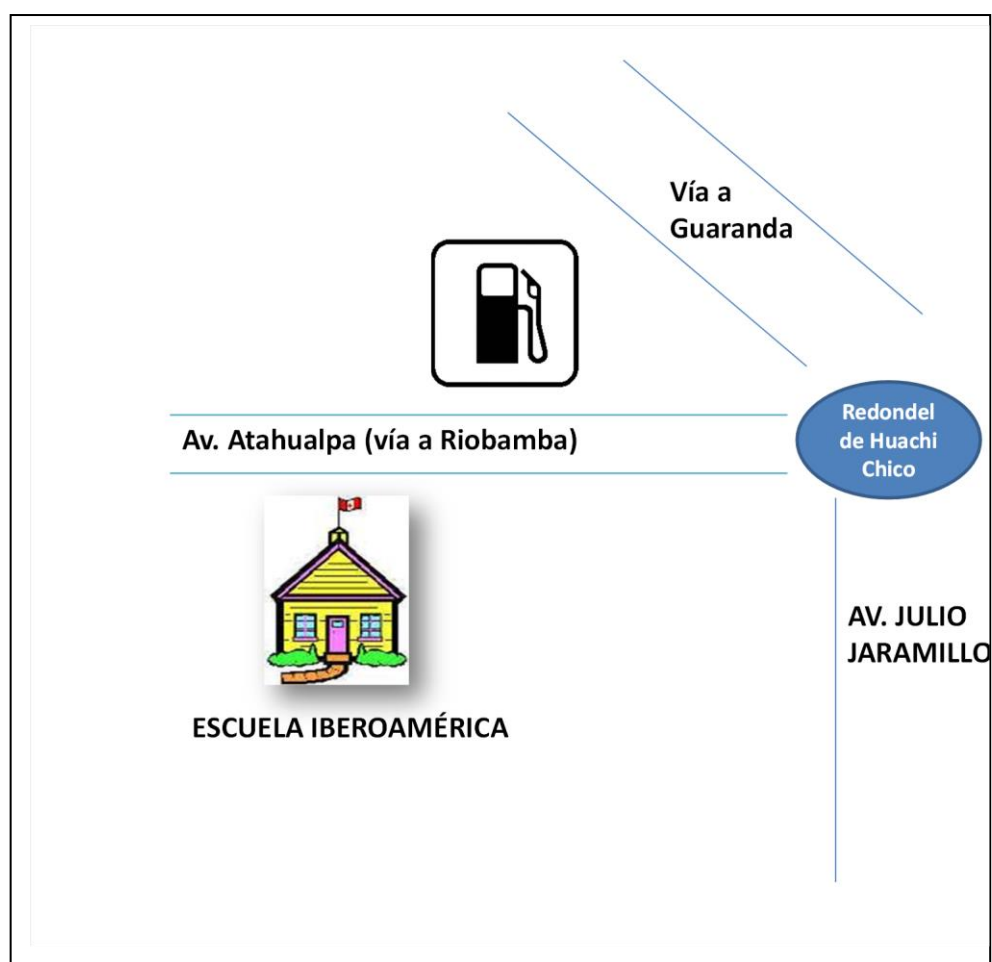 Vía a
Guaranda
Redondel
de Huachi
Chico
Av. Atahualpa (vía a Riobamba)
AV. JULIO
JARAMILLO
ESCUELA IBEROAMÉRICA